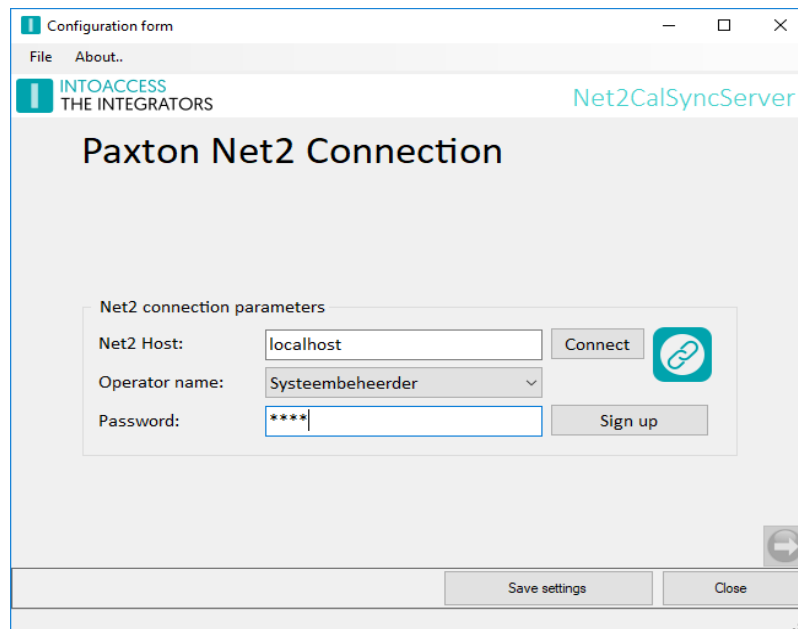 Configuration form
File About..
INTOACCESS
THE INTEGRATORS
Net2CalSyncServer
Paxton Net2 Connection
Net2 connection parameters
Net2 Host: localhost Connect
Operator name: Systeembeheerder
Password: **** Sign up
Save settings Close